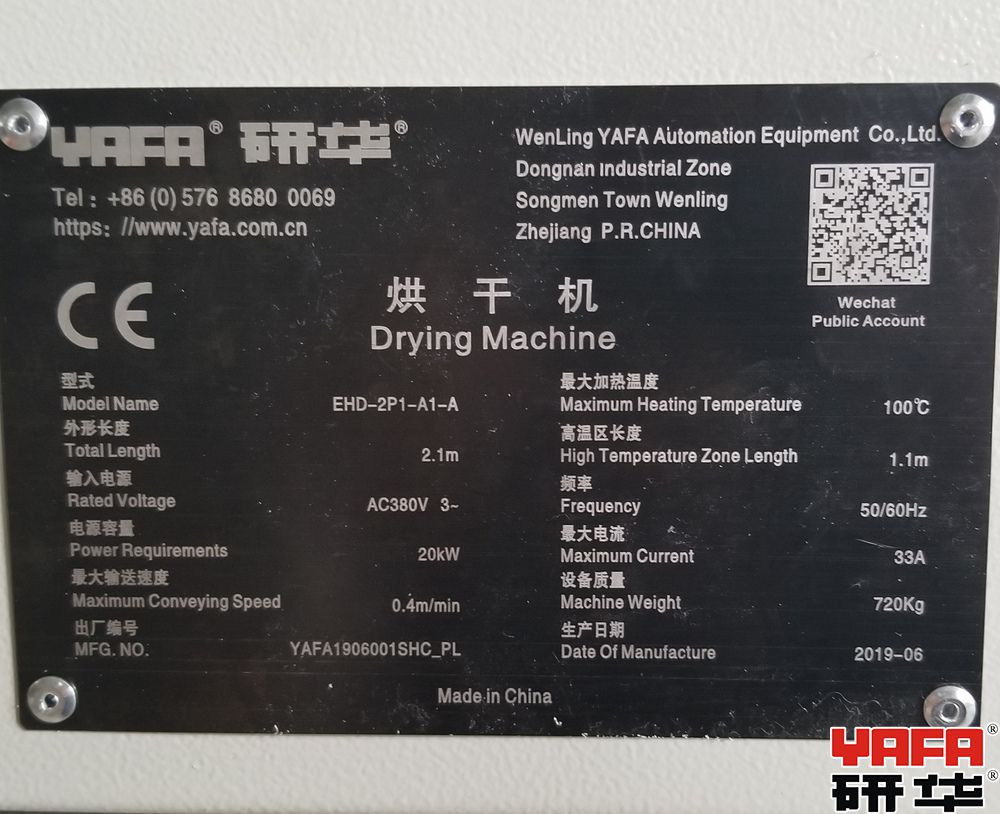 YAFA® 研华®
Tel : +86 (0) 576 8680 0069
https: //www.yafa.com.cn
WenLing YAFA Automation Equipment Co.,Ltd.
Dongnan Industrial Zone
Songmen Town Wenling
Zhejiang P.R.CHINA
Wechat
Public Account
CE
烘干机
Drying Machine
型式
Model Name EHD-2P1-A1-A
外形长度
Total Length 2.1m
输入电源
Rated Voltage AC380V 3~
电源容量
Power Requirements 20kW
最大输送速度
Maximum Conveying Speed 0.4m/min
出厂编号
MFG. NO. YAFA1906001SHC_PL
最大加热温度
Maximum Heating Temperature 100℃
高温区长度
High Temperature Zone Length 1.1m
频率
Frequency 50/60Hz
最大电流
Maximum Current 33A
设备质量
Machine Weight 720Kg
生产日期
Date Of Manufacture 2019-06
Made in China
YAFA®
研华®